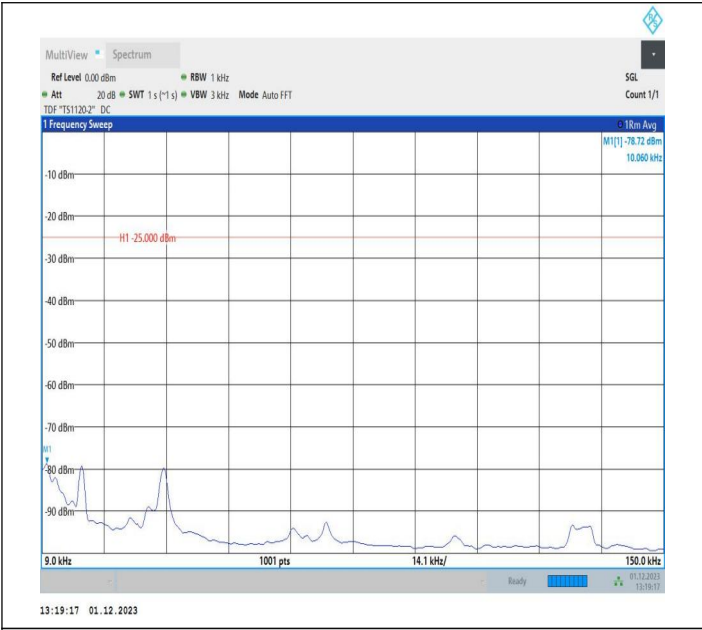 R
S
MultiView Spectrum
Ref Level 0.00 dBm RBW 1 kHz SGL
Att 20 dB SWT 1 s (~1 s) VBW 3 kHz Mode Auto FFT Count 1/1
TDF "TS1120-2" DC
1 Frequency Sweep 1Rm Avg
M1[1] -78.72 dBm
10.060 kHz
-10 dBm
-20 dBm
H1 -25.000 dBm
-30 dBm
-40 dBm
-50 dBm
-60 dBm
-70 dBm
M1
-80 dBm
-90 dBm
9.0 kHz 1001 pts 14.1 kHz/ 150.0 kHz
Ready 01.12.2023
13:19:17
13:19:17 01.12.2023